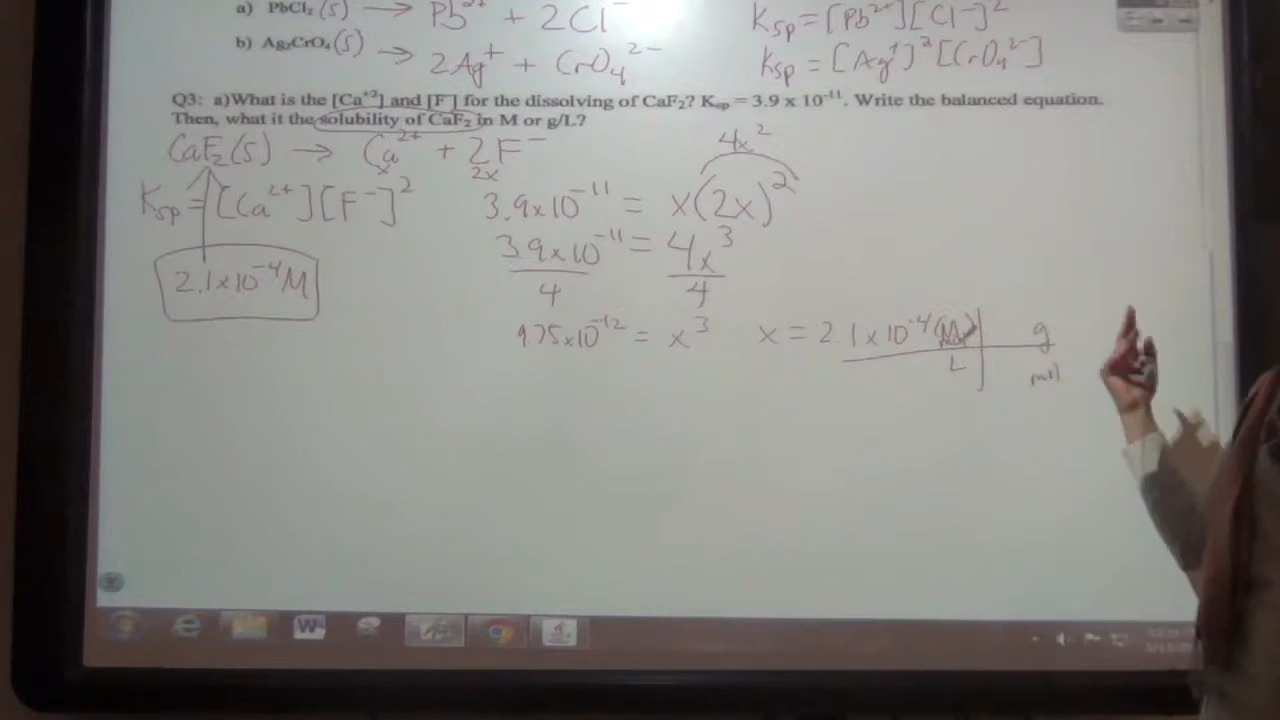 a) PbCl₂(s) → Pb²⁺ + 2Cl⁻ Ksp = [Pb²⁺][Cl⁻]²
b) Ag₂CrO₄(s) → 2Ag⁺ + CrO₄²⁻ Ksp = [Ag⁺]²[CrO₄²⁻]
Q3: a)What is the [Ca⁺²] and [F⁻] for the dissolving of CaF₂? Ksp = 3.9 x 10⁻¹¹. Write the balanced equation.
Then, what it the solubility of CaF₂ in M or g/L?
4x²
CaF₂(s) → Ca²⁺ + 2F⁻
x 2x
Ksp = [Ca²⁺][F⁻]² 3.9x10⁻¹¹ = x(2x)²
3.9x10⁻¹¹ = 4x³
2.1x10⁻⁴M 4 4
9.75x10⁻¹² = x³ x = 2.1x10⁻⁴ g
L mol
W